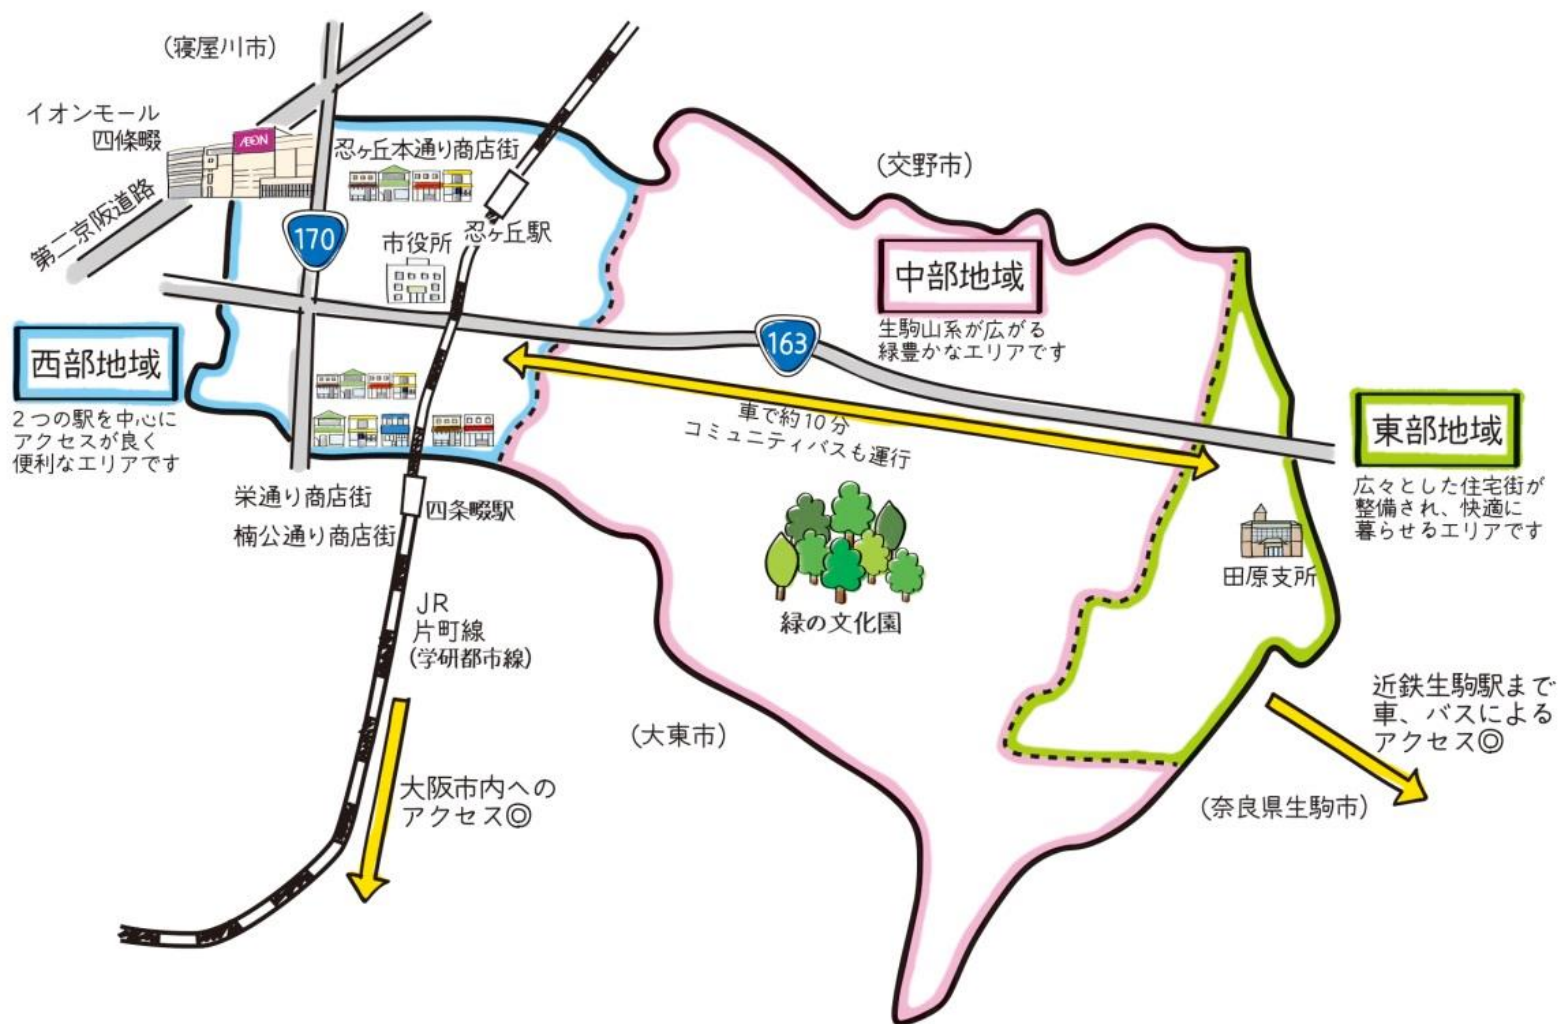 (寝屋川市)
イオンモール
四條畷
ÆON
第二京阪道路
忍ヶ丘本通り商店街
170
市役所
忍ヶ丘駅
(交野市)
中部地域
生駒山系が広がる
緑豊かなエリアです
163
西部地域
2つの駅を中心に
アクセスが良く
便利なエリアです
車で約10分
コミュニティバスも運行
東部地域
広々とした住宅街が
整備され、快適に
暮らせるエリアです
栄通り商店街
楠公通り商店街
四条畷駅
田原支所
緑の文化園
JR
片町線
(学研都市線)
(大東市)
大阪市内への
アクセス◎
近鉄生駒駅まで
車、バスによる
アクセス◎
(奈良県生駒市)